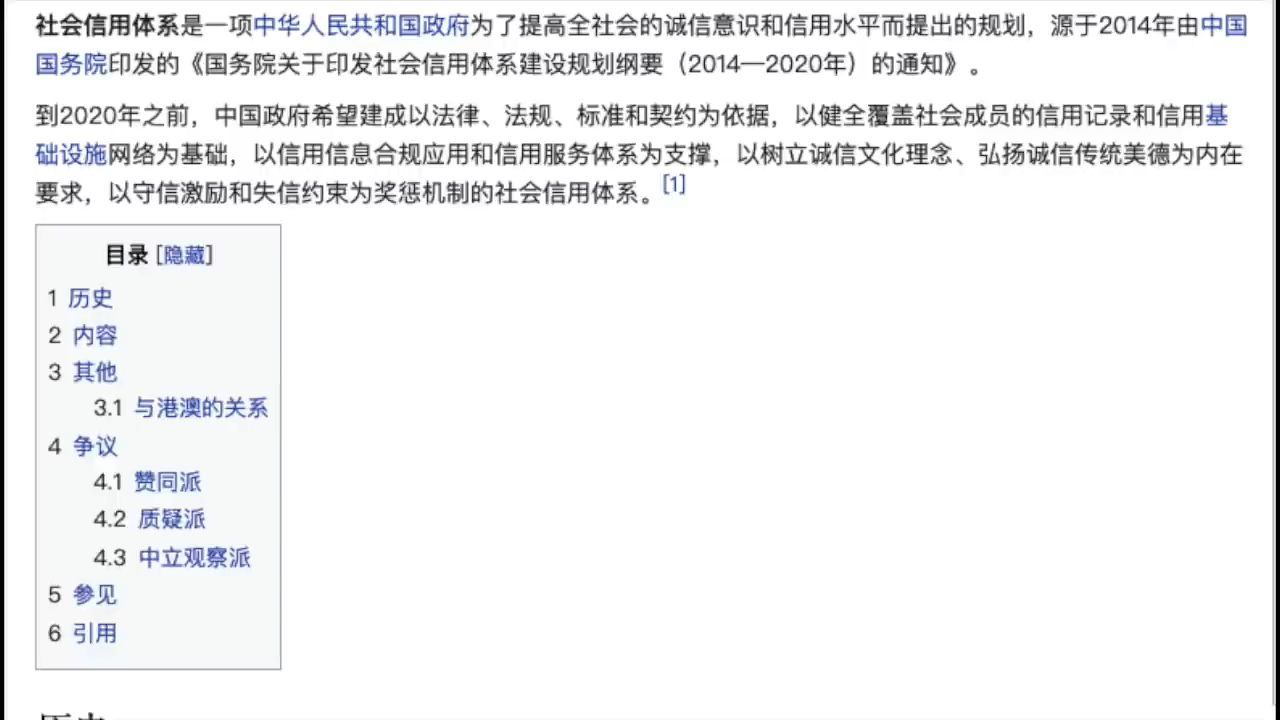 社会信用体系是一项中华人民共和国政府为了提高全社会的诚信意识和信用水平而提出的规划，源于2014年由中国
国务院印发的《国务院关于印发社会信用体系建设规划纲要（2014—2020年）的通知》。
到2020年之前，中国政府希望建成以法律、法规、标准和契约为依据，以健全覆盖社会成员的信用记录和信用基
础设施网络为基础，以信用信息合规应用和信用服务体系为支撑，以树立诚信文化理念、弘扬诚信传统美德为内在
要求，以守信激励和失信约束为奖惩机制的社会信用体系。[1]
目录 [隐藏]
1 历史
2 内容
3 其他
3.1 与港澳的关系
4 争议
4.1 赞同派
4.2 质疑派
4.3 中立观察派
5 参见
6 引用